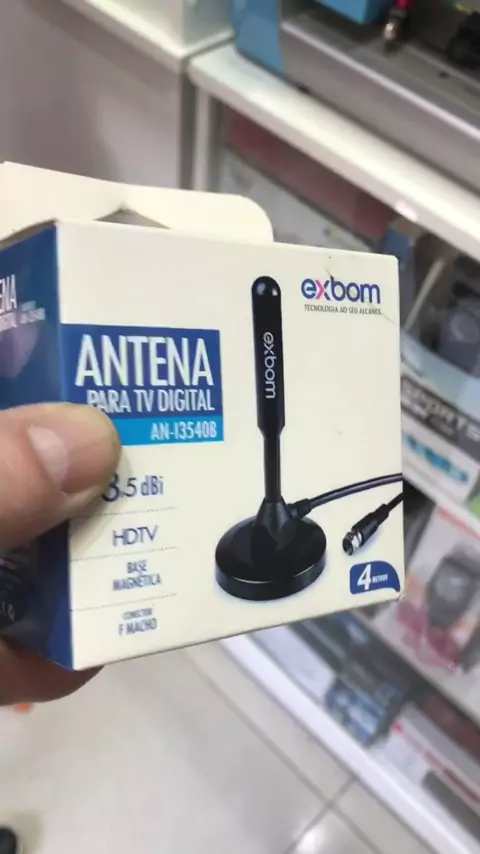 exbom
TECNOLOGIA AO SEU ALCANCE
exbom
ANTENA
PARA TV DIGITAL
AN-I3540B
3.5 dBi
HDTV
BASE
MAGNÉTICA
CONECTOR
F MACHO
4 METROS